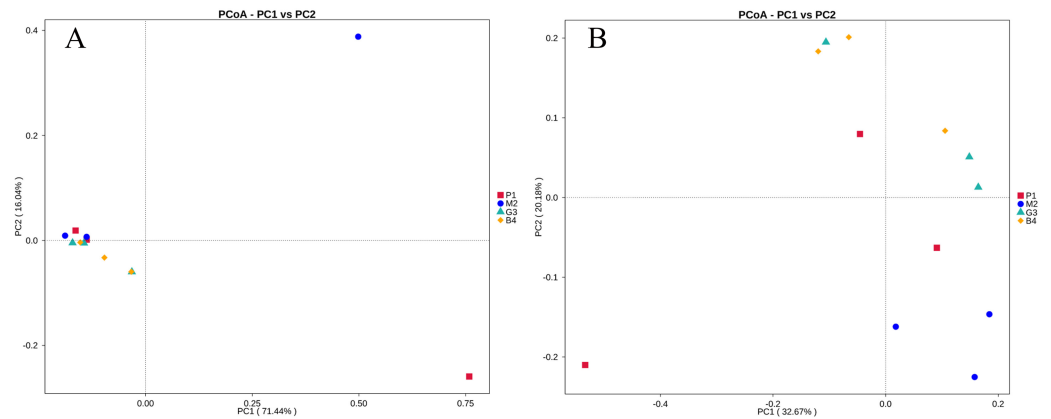 PCoA - PC1 vs PC2
A
0.4
0.2
0.0
-0.2
PC2 ( 16.04% )
0.00
0.25
0.50
0.75
PC1 ( 71.44% )
P1
M2
G3
B4
PCoA - PC1 vs PC2
B
0.2
0.1
0.0
-0.1
-0.2
PC2 ( 20.18% )
-0.4
-0.2
0.0
0.2
PC1 ( 32.67% )
P1
M2
G3
B4